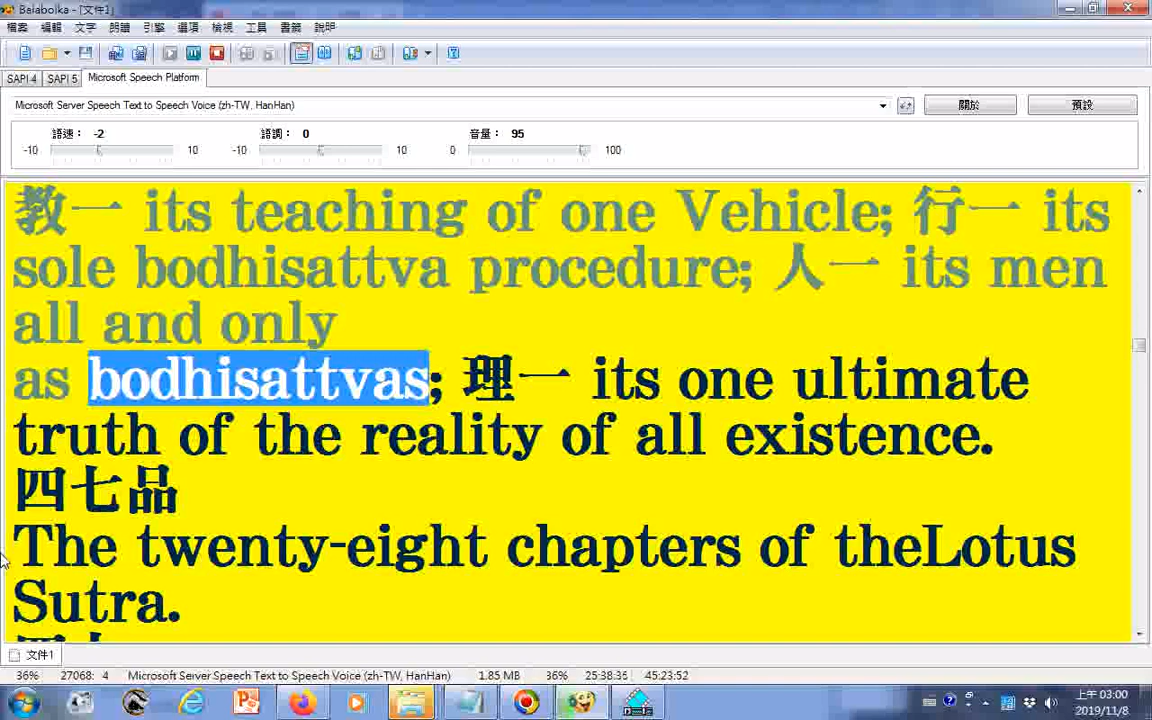 Balabolka - [文件1]
檔案 編輯 文字 朗讀 引擎 選項 檢視 工具 書籤 說明
SAPI 4 SAPI 5 Microsoft Speech Platform
Microsoft Server Speech Text to Speech Voice (zh-TW, HanHan) 關於 預設
語速： -2 語調： 0 音量： 95
-10 10 -10 10 0 100
教一 its teaching of one Vehicle; 行一 its
sole bodhisattva procedure; 人一 its men
all and only
as bodhisattvas; 理一 its one ultimate
truth of the reality of all existence.
四七品
The twenty-eight chapters of theLotus
Sutra.
文件1
36% 27068: 4 Microsoft Server Speech Text to Speech Voice (zh-TW, HanHan) 1.85 MB 36% 25:38:35 45:23:52
上午 03:00
2019/11/8